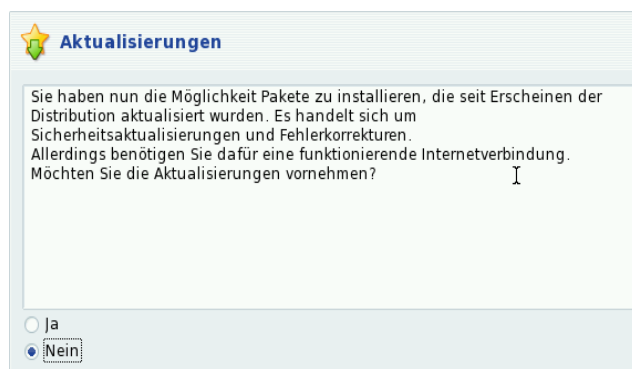 Aktualisierungen
Sie haben nun die Möglichkeit Pakete zu installieren, die seit Erscheinen der
Distribution aktualisiert wurden. Es handelt sich um
Sicherheitsaktualisierungen und Fehlerkorrekturen.
Allerdings benötigen Sie dafür eine funktionierende Internetverbindung.
Möchten Sie die Aktualisierungen vornehmen?
Ja
Nein